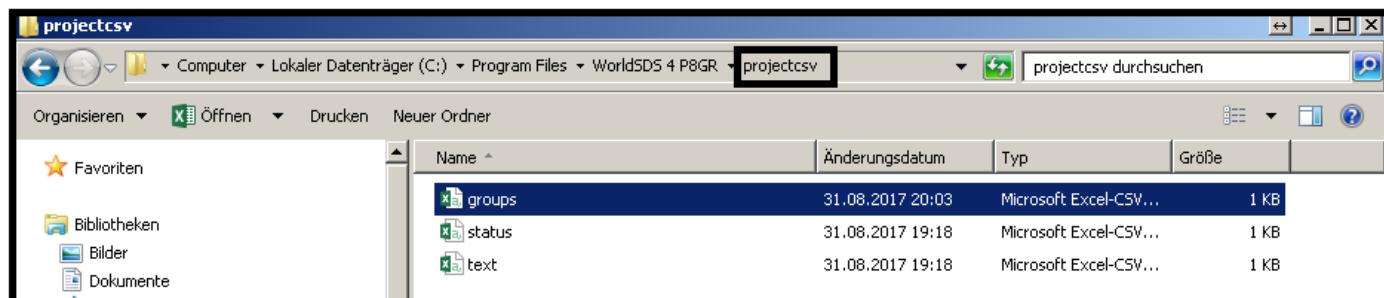 projectcsv
Computer Lokaler Datenträger (C:) Program Files WorldSDS 4 P8GR projectcsv projectcsv durchsuchen
Organisieren Öffnen Drucken Neuer Ordner
Favoriten
Bibliotheken
Bilder
Dokumente
Name Änderungsdatum Typ Größe
groups 31.08.2017 20:03 Microsoft Excel-CSV... 1 KB
status 31.08.2017 19:18 Microsoft Excel-CSV... 1 KB
text 31.08.2017 19:18 Microsoft Excel-CSV... 1 KB